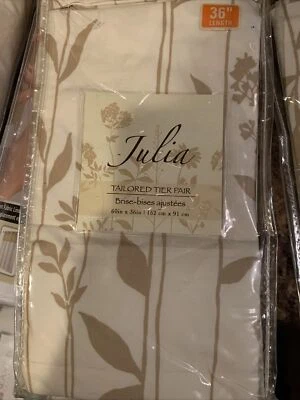 36"
LENGTH
Julia
TAILORED TIER PAIR
Brise-bises ajustées